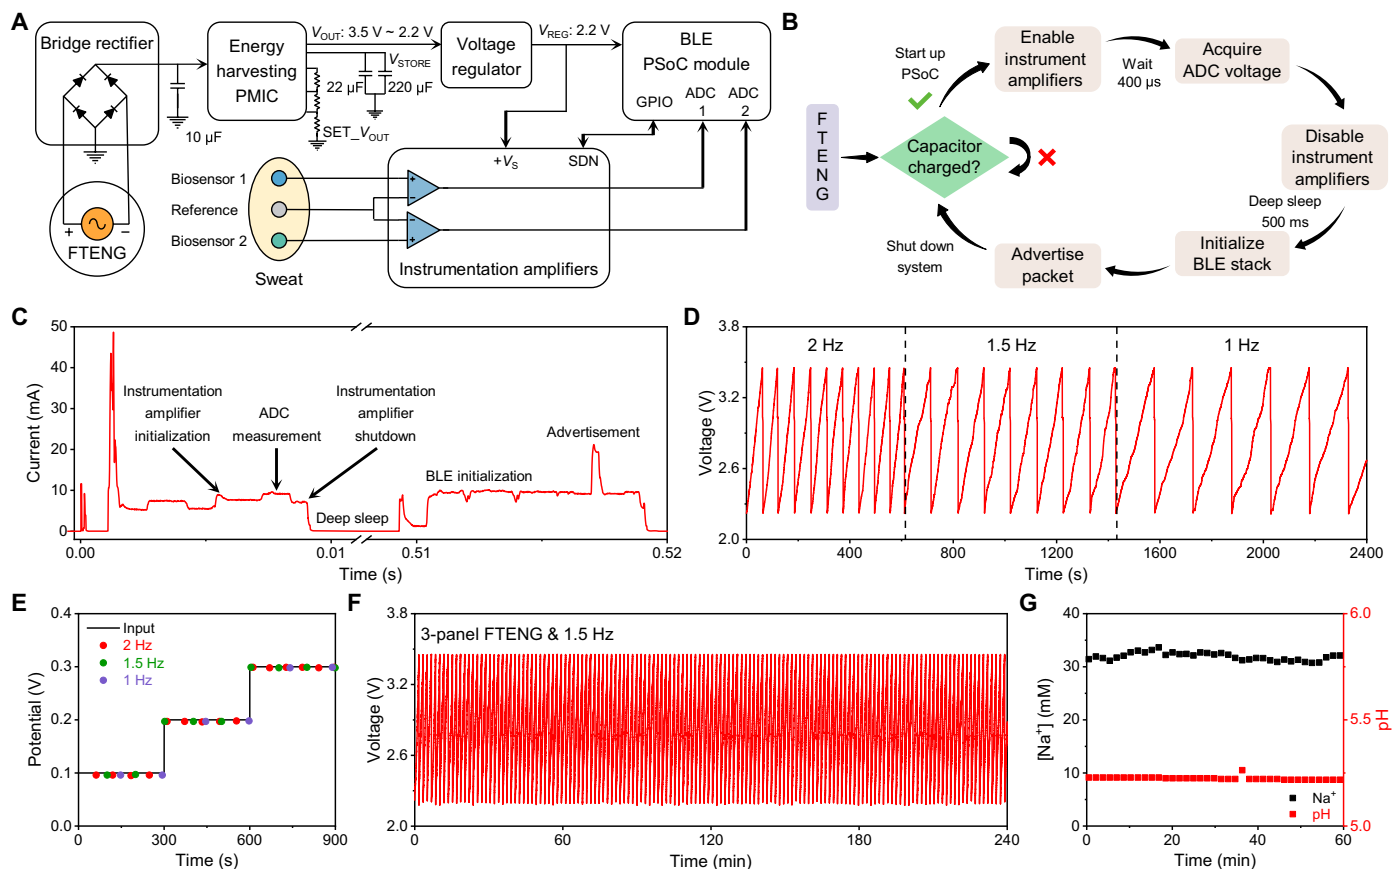 A
Bridge rectifier
10 µF
+
−
FTENG
Energy
harvesting
PMIC
V_OUT: 3.5 V ~ 2.2 V
V_STORE
22 µF
220 µF
SET_V_OUT
Voltage
regulator
V_REG: 2.2 V
BLE
PSoC module
GPIO
ADC
1
ADC
2
+V_S
SDN
Biosensor 1
Reference
Biosensor 2
Sweat
+
−
−
+
Instrumentation amplifiers
B
F
T
E
N
G
Capacitor
charged?
Start up
PSoC
Enable
instrument
amplifiers
Wait
400 µs
Acquire
ADC voltage
Disable
instrument
amplifiers
Deep sleep
500 ms
Initialize
BLE stack
Advertise
packet
Shut down
system
C
Current (mA)
50
40
30
20
10
0
Instrumentation
amplifier
initialization
ADC
measurement
Instrumentation
amplifier
shutdown
Deep sleep
BLE initialization
Advertisement
0.00
0.01
0.51
0.52
Time (s)
D
Voltage (V)
3.8
3.2
2.6
2.0
2 Hz
1.5 Hz
1 Hz
0
400
800
1200
1600
2000
2400
Time (s)
E
Potential (V)
0.4
0.3
0.2
0.1
0.0
Input
2 Hz
1.5 Hz
1 Hz
0
300
600
900
Time (s)
F
Voltage (V)
3.8
3.2
2.6
2.0
3-panel FTENG & 1.5 Hz
0
60
120
180
240
Time (min)
G
[Na⁺] (mM)
40
30
20
10
0
pH
6.0
5.5
5.0
Na⁺
pH
0
20
40
60
Time (min)